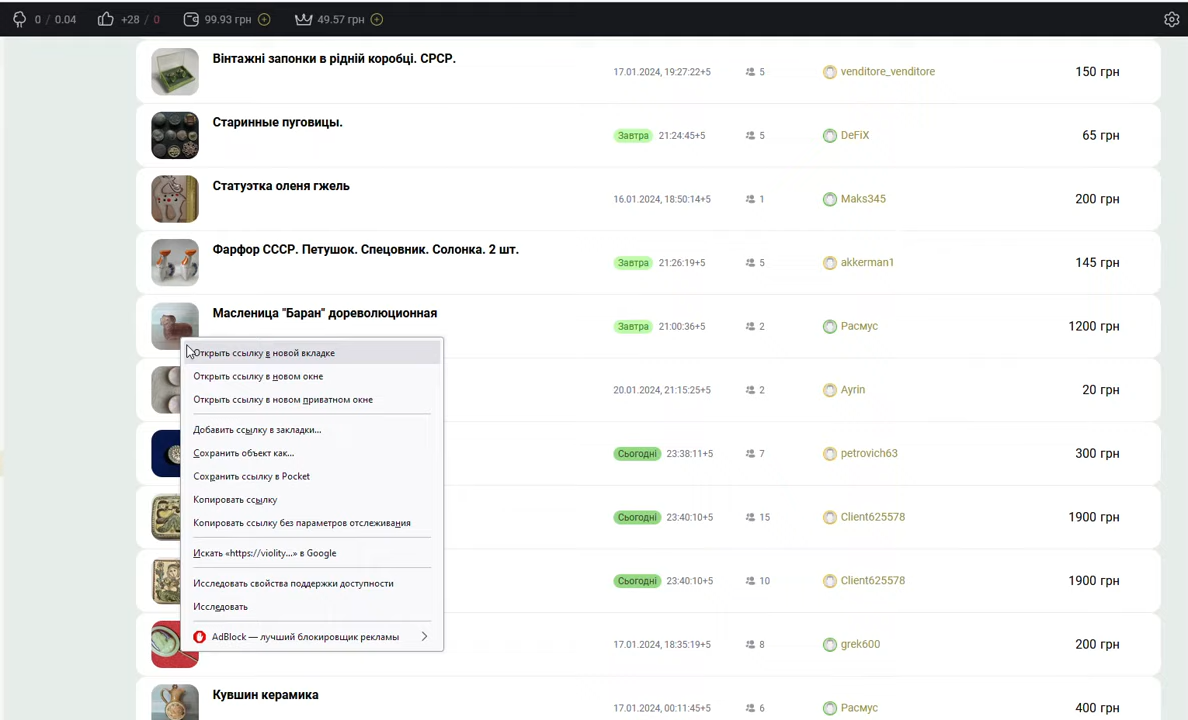 0 / 0.04 +28 / 0 99.93 грн 49.57 грн
Вінтажні запонки в рідній коробці. СРСР. 17.01.2024, 19:27:22+5 5 venditore_venditore 150 грн
Старинные пуговицы. Завтра 21:24:45+5 5 DeFiX 65 грн
Статуэтка оленя гжель 16.01.2024, 18:50:14+5 1 Maks345 200 грн
Фарфор СССР. Петушок. Спецовник. Солонка. 2 шт. Завтра 21:26:19+5 5 akkerman1 145 грн
Масленица "Баран" дореволюционная Завтра 21:00:36+5 2 Расмус 1200 грн
Открыть ссылку в новой вкладке
Открыть ссылку в новом окне
20.01.2024, 21:15:25+5 2 Ayrin 20 грн
Открыть ссылку в новом приватном окне
Добавить ссылку в закладки...
Сохранить объект как...
Сьогодні 23:38:11+5 7 petrovich63 300 грн
Сохранить ссылку в Pocket
Копировать ссылку
Сьогодні 23:40:10+5 15 Client625578 1900 грн
Копировать ссылку без параметров отслеживания
Искать «https://violity...» в Google
Исследовать свойства поддержки доступности
Сьогодні 23:40:10+5 10 Client625578 1900 грн
Исследовать
AdBlock — лучший блокировщик рекламы
17.01.2024, 18:35:19+5 8 grek600 200 грн
Кувшин керамика 17.01.2024, 00:11:45+5 6 Расмус 400 грн